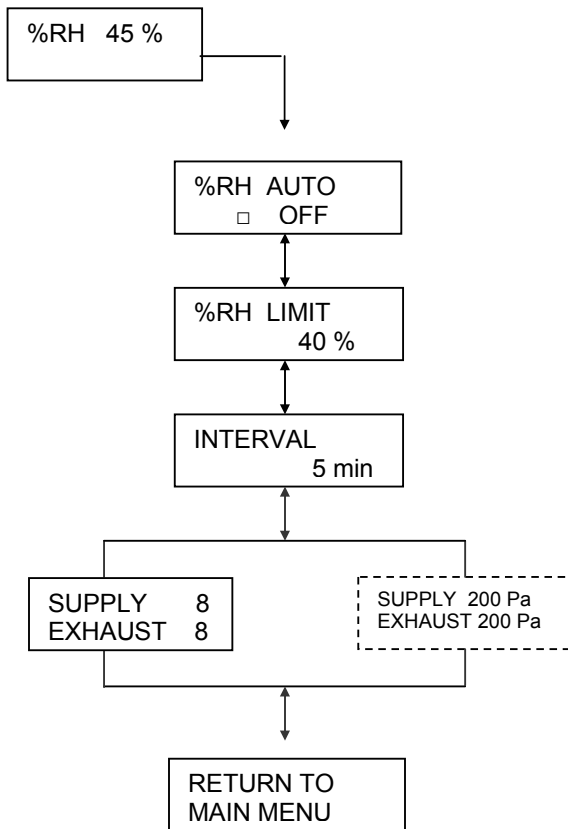 %RH 45 %
%RH AUTO
□ OFF
%RH LIMIT
40 %
INTERVAL
5 min
SUPPLY 8
EXHAUST 8
SUPPLY 200 Pa
EXHAUST 200 Pa
RETURN TO
MAIN MENU